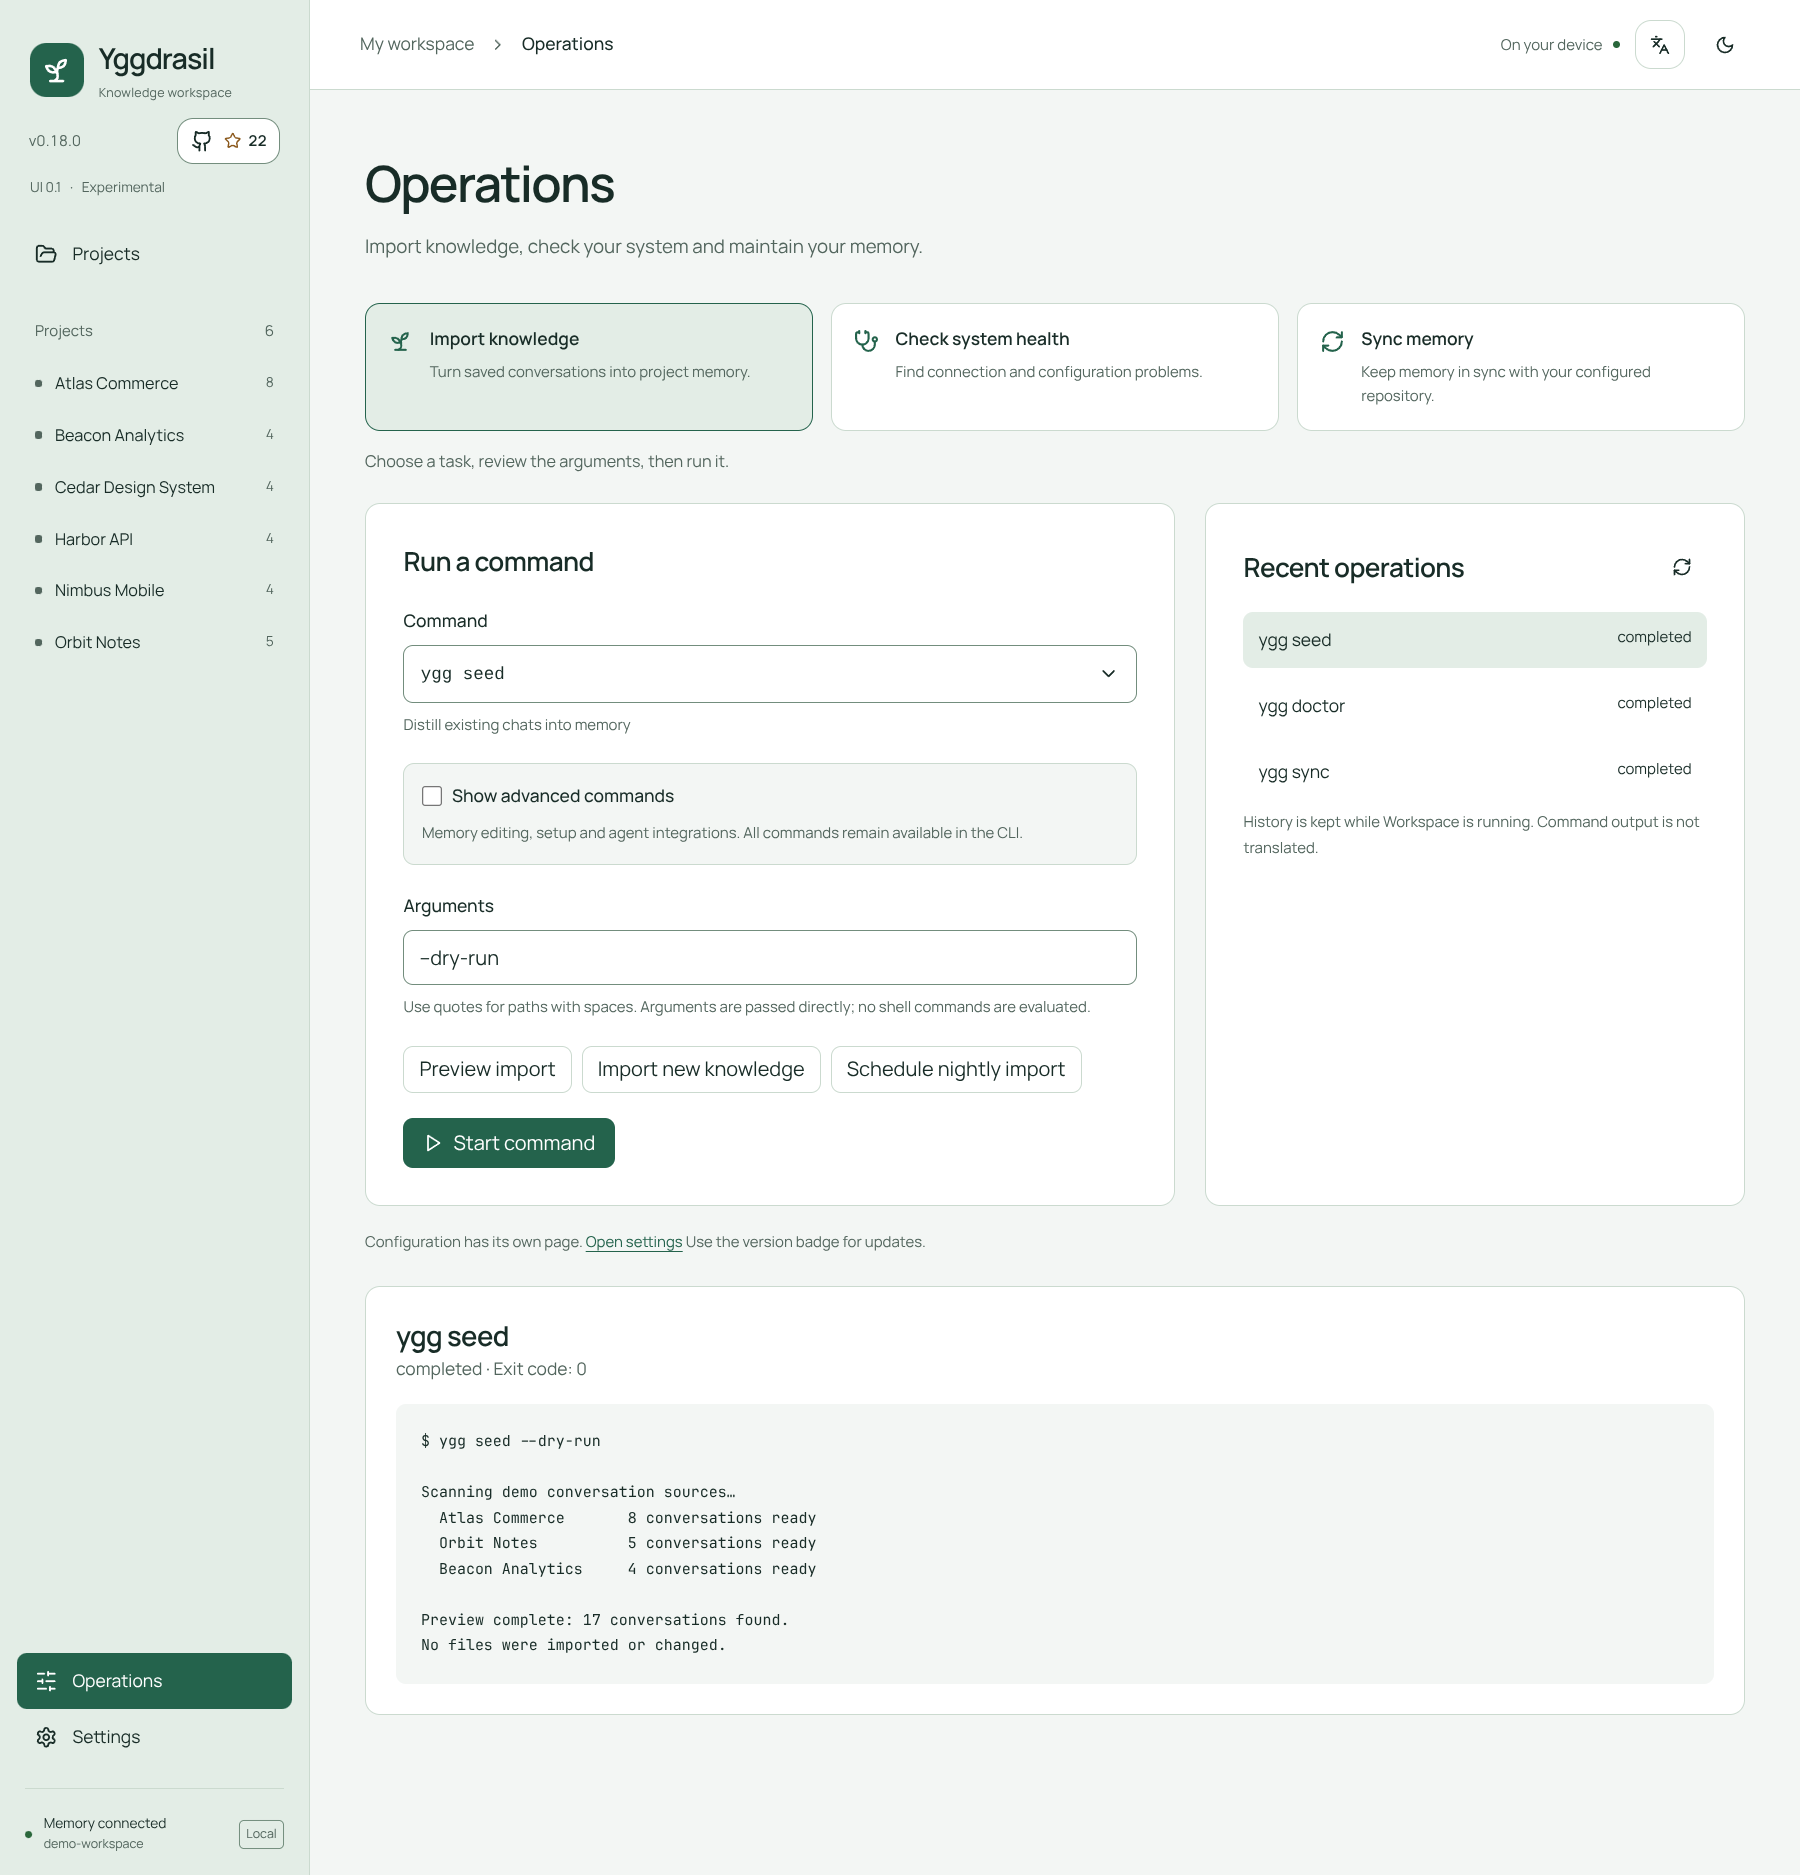 Yggdrasil
Knowledge workspace
v0.18.0
22
UI 0.1 · Experimental
Projects
Projects 6
Atlas Commerce 8
Beacon Analytics 4
Cedar Design System 4
Harbor API 4
Nimbus Mobile 4
Orbit Notes 5
Operations
Settings
Memory connected
demo-workspace
Local
My workspace > Operations
On your device
Operations
Import knowledge, check your system and maintain your memory.
Import knowledge
Turn saved conversations into project memory.
Check system health
Find connection and configuration problems.
Sync memory
Keep memory in sync with your configured
repository.
Choose a task, review the arguments, then run it.
Run a command
Command
ygg seed
Distill existing chats into memory
Show advanced commands
Memory editing, setup and agent integrations. All commands remain available in the CLI.
Arguments
--dry-run
Use quotes for paths with spaces. Arguments are passed directly; no shell commands are evaluated.
Preview import
Import new knowledge
Schedule nightly import
Start command
Recent operations
ygg seed completed
ygg doctor completed
ygg sync completed
History is kept while Workspace is running. Command output is not
translated.
Configuration has its own page. Open settings Use the version badge for updates.
ygg seed
completed · Exit code: 0
$ ygg seed --dry-run
Scanning demo conversation sources…
Atlas Commerce 8 conversations ready
Orbit Notes 5 conversations ready
Beacon Analytics 4 conversations ready
Preview complete: 17 conversations found.
No files were imported or changed.